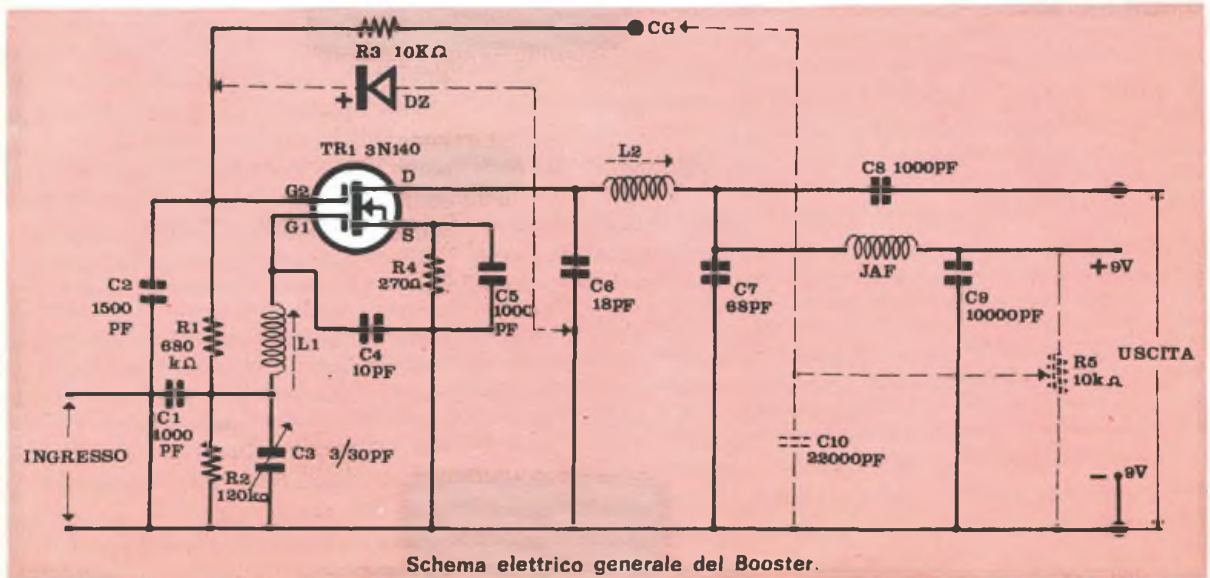 CG
R3 10KΩ
+
DZ
TR1 3N140
L2
C8 1000PF
D
G2
G1
S
JAF
+ 9V
C2
1500
PF
R4
270Ω
C5
1000
PF
C6
18PF
C7
68PF
C9
10000PF
R1
680
kΩ
L1
C4
10PF
R5
10kΩ
USCITA
C1
1000
PF
INGRESSO
R2
120kΩ
C3 3/30PF
C10
22000PF
- 9V
Schema elettrico generale del Booster.